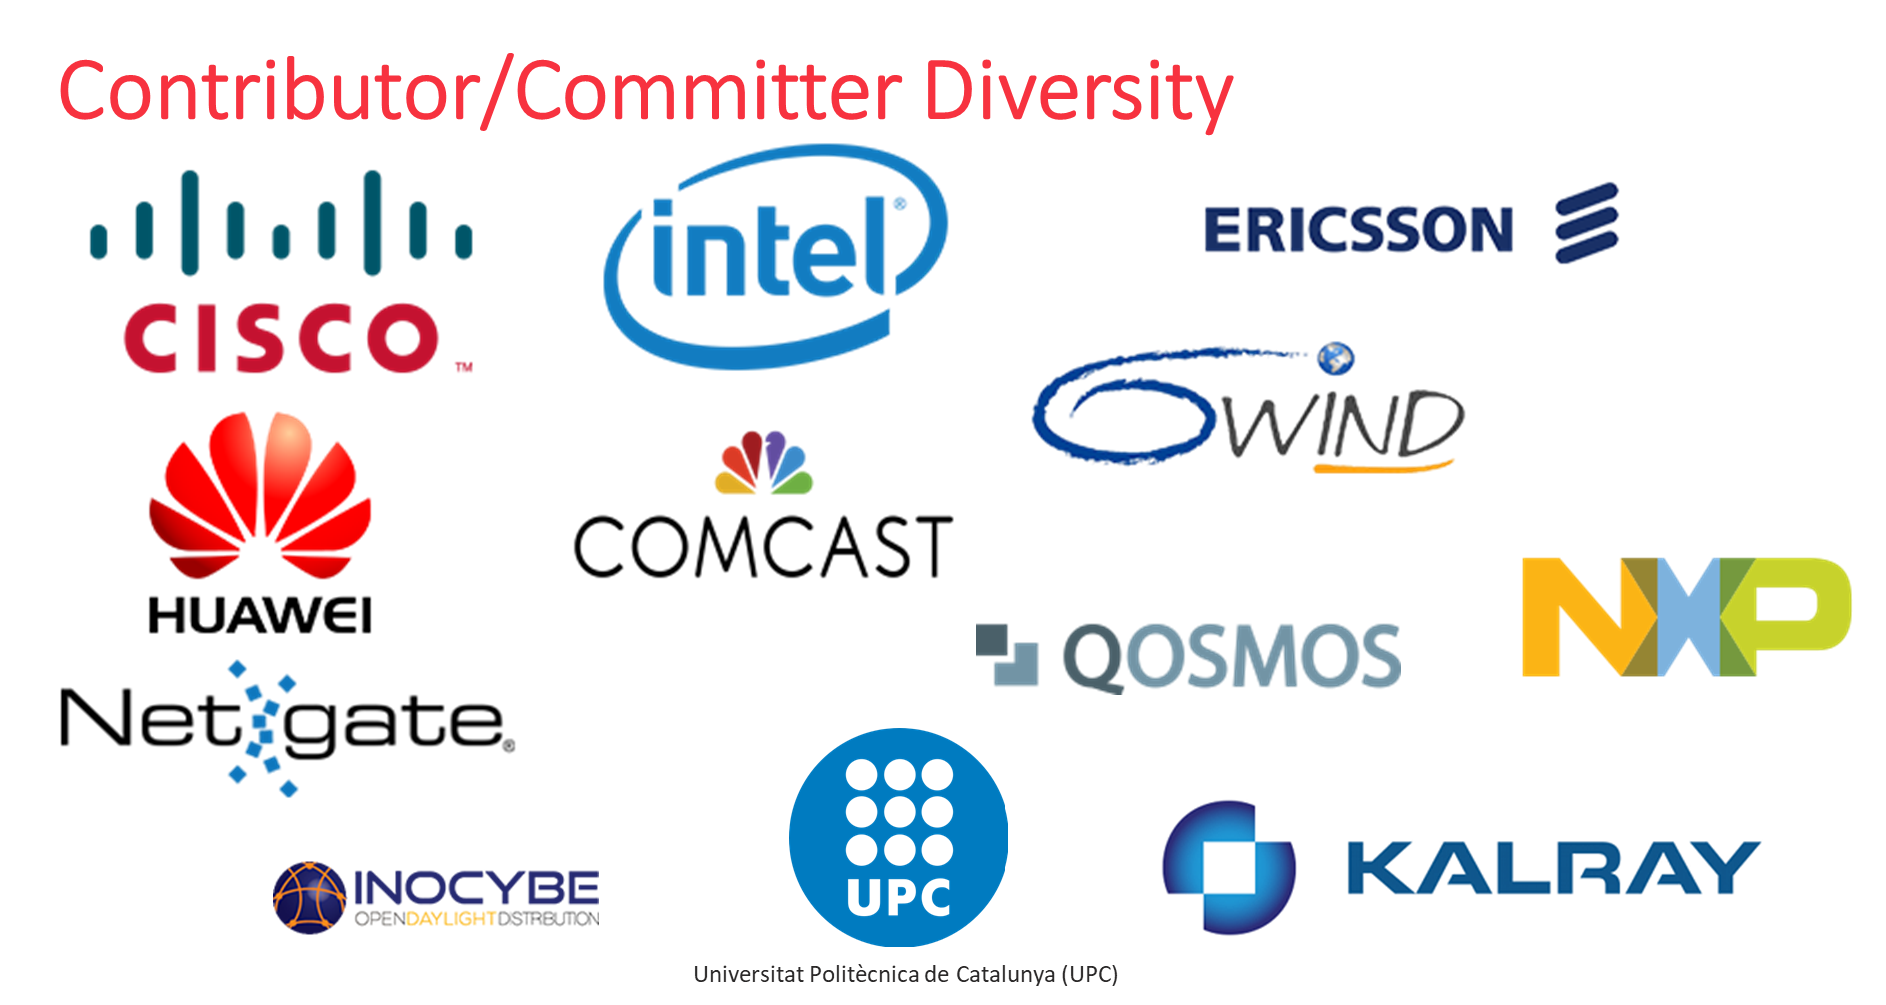 Contributor/Committer Diversity
CISCO™
intel®
ERICSSON
6WIND
HUAWEI
COMCAST
NXP
QOSMOS
Netgate®
INOCYBE
OPENDAYLIGHT DISTRIBUTION
UPC
KALRAY
Universitat Politècnica de Catalunya (UPC)